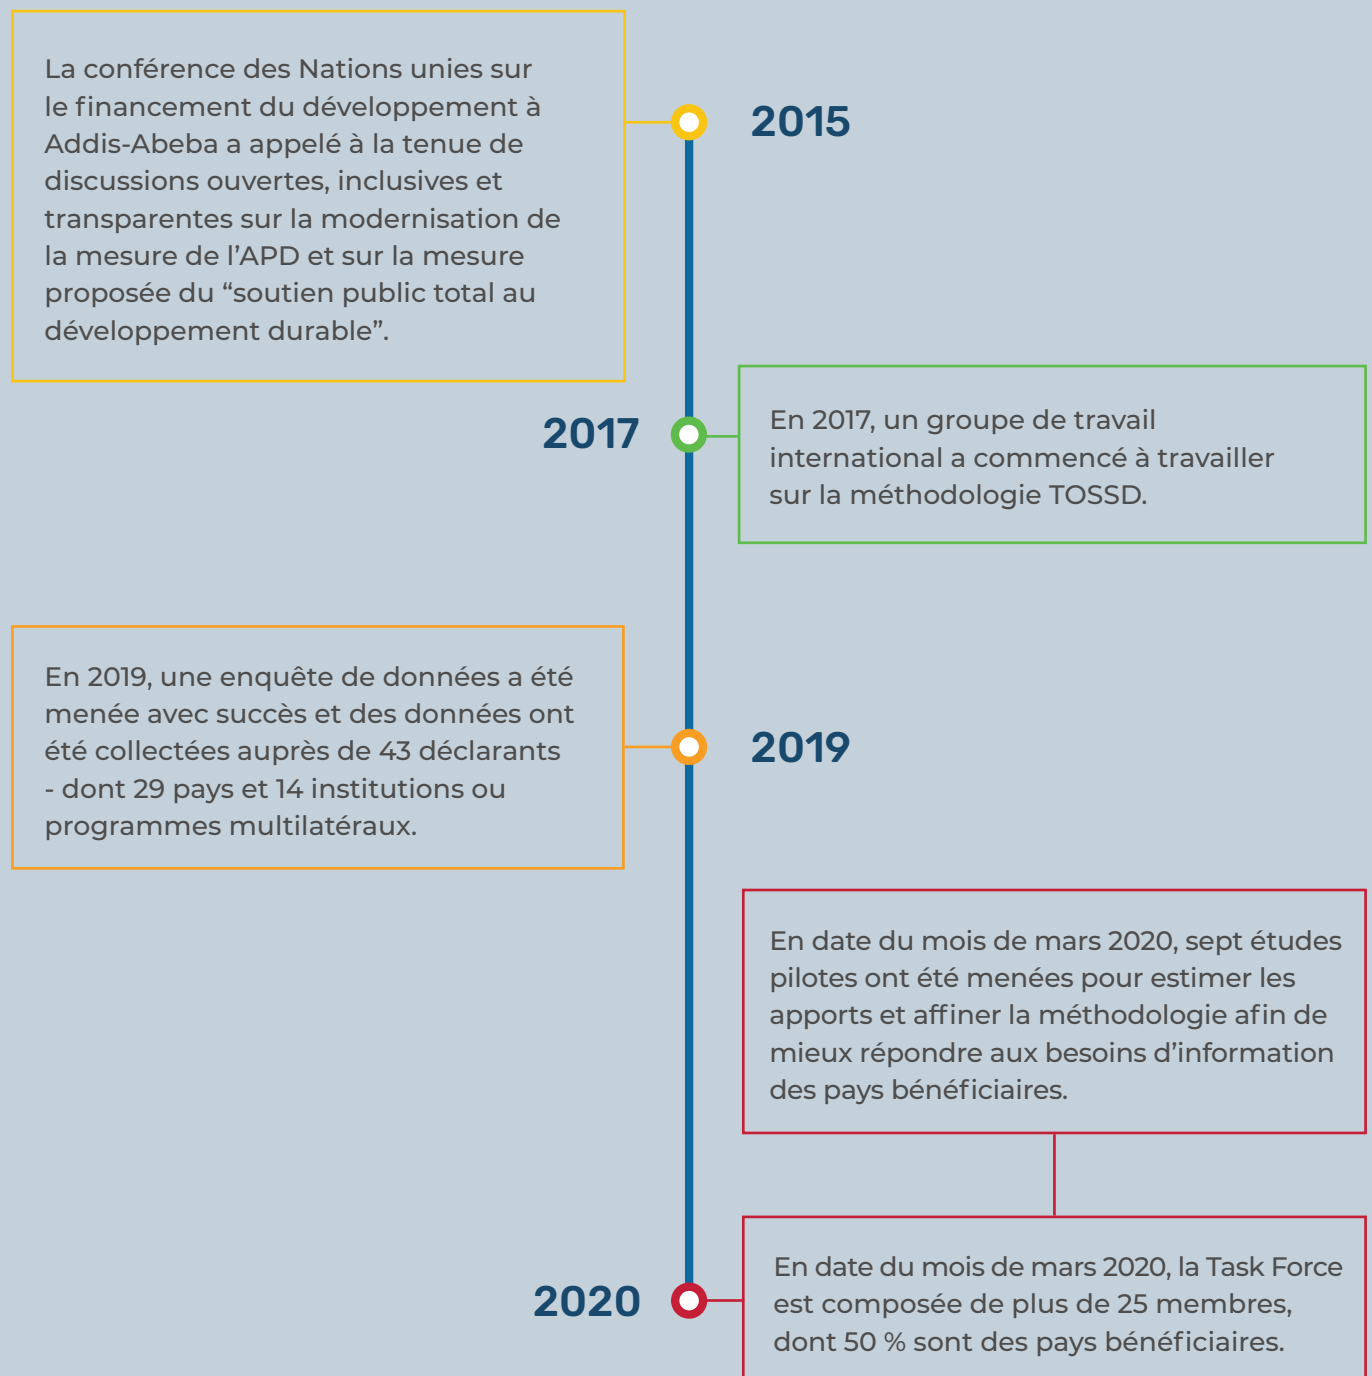 La conférence des Nations unies sur
le financement du développement à
Addis-Abeba a appelé à la tenue de
discussions ouvertes, inclusives et
transparentes sur la modernisation de
la mesure de l’APD et sur la mesure
proposée du “soutien public total au
développement durable”.
2015
2017
En 2017, un groupe de travail
international a commencé à travailler
sur la méthodologie TOSSD.
En 2019, une enquête de données a été
menée avec succès et des données ont
été collectées auprès de 43 déclarants
- dont 29 pays et 14 institutions ou
programmes multilatéraux.
2019
En date du mois de mars 2020, sept études
pilotes ont été menées pour estimer les
apports et affiner la méthodologie afin de
mieux répondre aux besoins d’information
des pays bénéficiaires.
2020
En date du mois de mars 2020, la Task Force
est composée de plus de 25 membres,
dont 50 % sont des pays bénéficiaires.